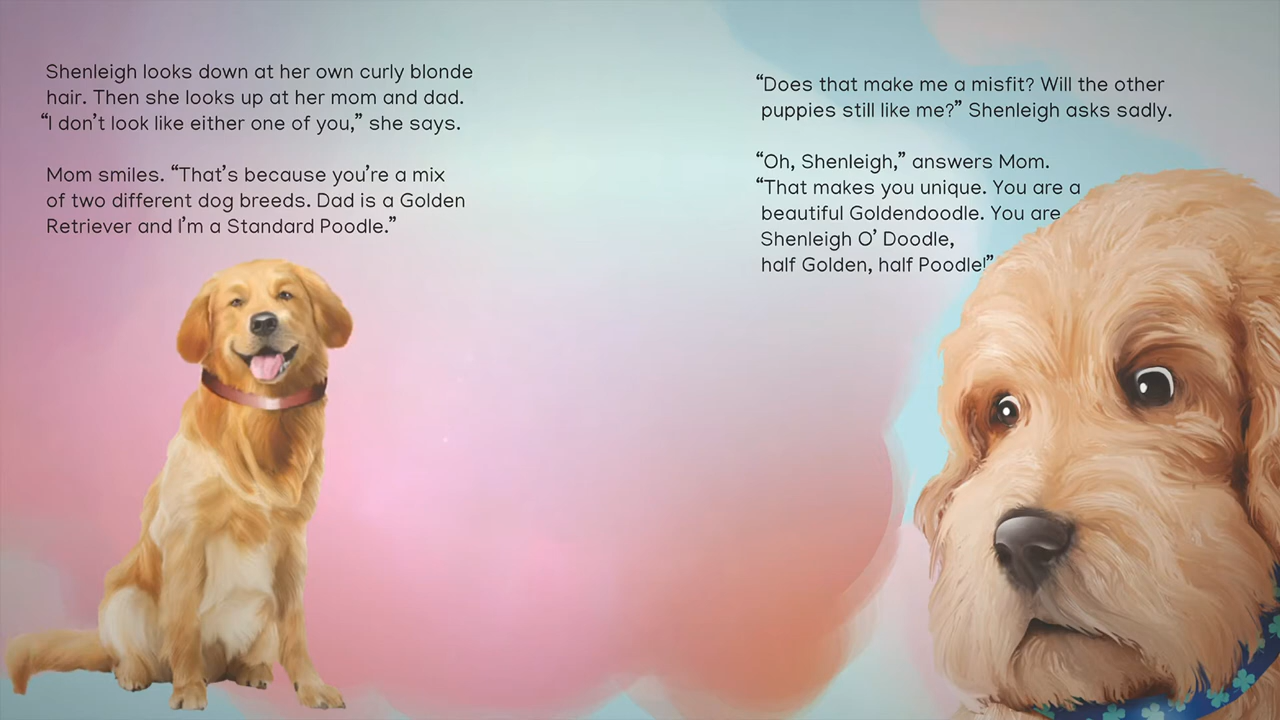 Shenleigh looks down at her own curly blonde
hair. Then she looks up at her mom and dad.
“I don’t look like either one of you,” she says.
Mom smiles. “That’s because you’re a mix
of two different dog breeds. Dad is a Golden
Retriever and I’m a Standard Poodle.”
“Does that make me a misfit? Will the other
puppies still like me?” Shenleigh asks sadly.
“Oh, Shenleigh,” answers Mom.
“That makes you unique. You are a
beautiful Goldendoodle. You are
Shenleigh O’ Doodle,
half Golden, half Poodle!”